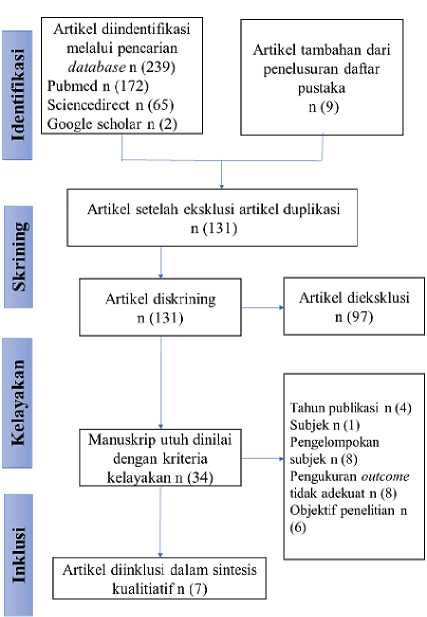 Identifikasi
Artikel diindentifikasi
melalui pencarian
database n (239)
Pubmed n (172)
Sciencedirect n (65)
Google scholar n (2)
Artikel tambahan dari
penelusuran daftar
pustaka
n (9)
Skrining
Artikel setelah eksklusi artikel duplikasi
n (131)
Artikel diskrining
n (131)
Artikel dieksklusi
n (97)
Kelayakan
Manuskrip utuh dinilai
dengan kriteria
kelayakan n (34)
Tahun publikasi n (4)
Subjek n (1)
Pengelompokan
subjek n (8)
Pengukuran outcome
tidak adekuat n (8)
Objektif penelitian n
(6)
Inklusi
Artikel diinklusi dalam sintesis
kualitiatif n (7)